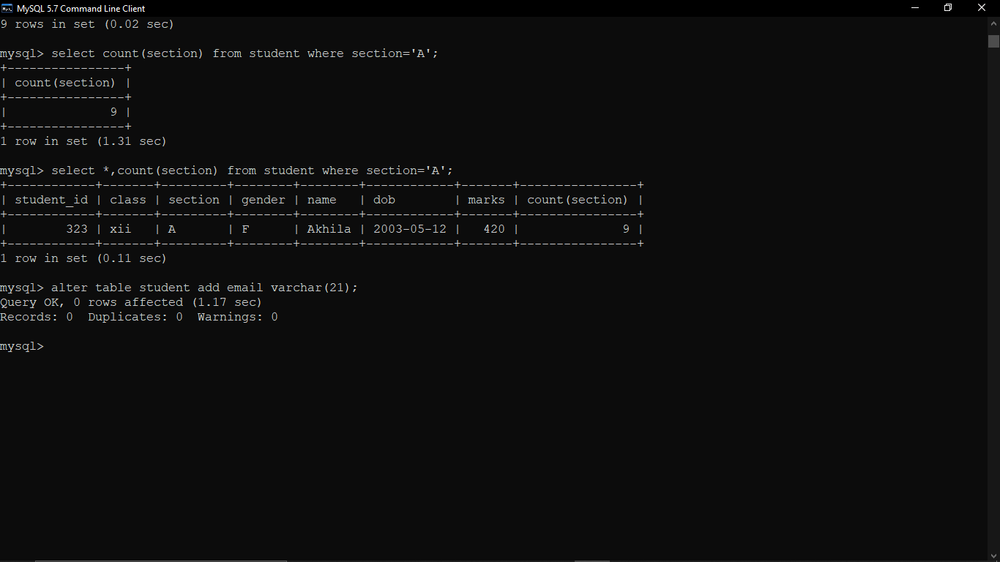 MySQL 5.7 Command Line Client
9 rows in set (0.02 sec)
mysql> select count(section) from student where section='A';
+----------------+
| count(section) |
+----------------+
|              9 |
+----------------+
1 row in set (1.31 sec)
mysql> select *,count(section) from student where section='A';
+------------+-------+---------+--------+--------+------------+-------+----------------+
| student_id | class | section | gender | name   | dob        | marks | count(section) |
+------------+-------+---------+--------+--------+------------+-------+----------------+
|        323 | xii   | A       | F      | Akhila | 2003-05-12 |   420 |              9 |
+------------+-------+---------+--------+--------+------------+-------+----------------+
1 row in set (0.11 sec)
mysql> alter table student add email varchar(21);
Query OK, 0 rows affected (1.17 sec)
Records: 0  Duplicates: 0  Warnings: 0
mysql>